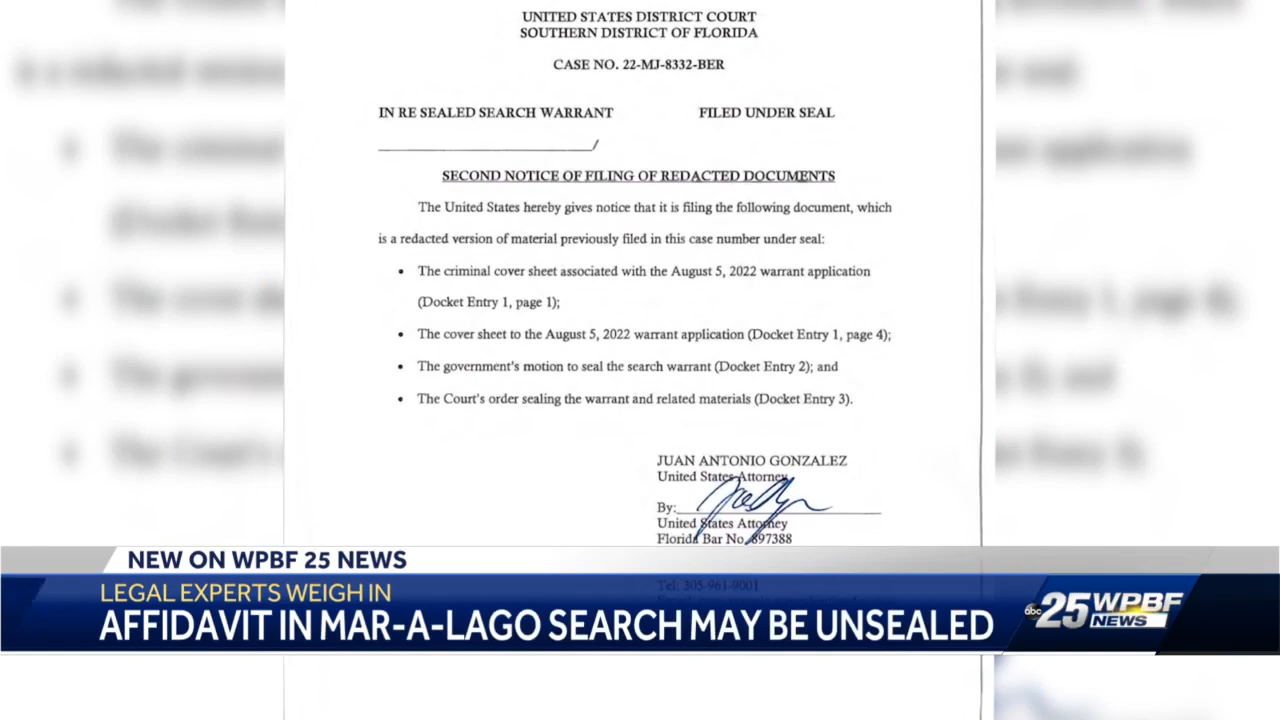 UNITED STATES DISTRICT COURT
SOUTHERN DISTRICT OF FLORIDA
CASE NO. 22-MJ-8332-BER
IN RE SEALED SEARCH WARRANT FILED UNDER SEAL
/
SECOND NOTICE OF FILING OF REDACTED DOCUMENTS
The United States hereby gives notice that it is filing the following document, which
is a redacted version of material previously filed in this case number under seal:
• The criminal cover sheet associated with the August 5, 2022 warrant application
(Docket Entry 1, page 1);
• The cover sheet to the August 5, 2022 warrant application (Docket Entry 1, page 4);
• The government's motion to seal the search warrant (Docket Entry 2); and
• The Court's order sealing the warrant and related materials (Docket Entry 3).
JUAN ANTONIO GONZALEZ
United States Attorney
By:
United States Attorney
Florida Bar No. 897388
Tel: 305-961-9001
NEW ON WPBF 25 NEWS
LEGAL EXPERTS WEIGH IN
AFFIDAVIT IN MAR-A-LAGO SEARCH MAY BE UNSEALED
abc 25 WPBF NEWS